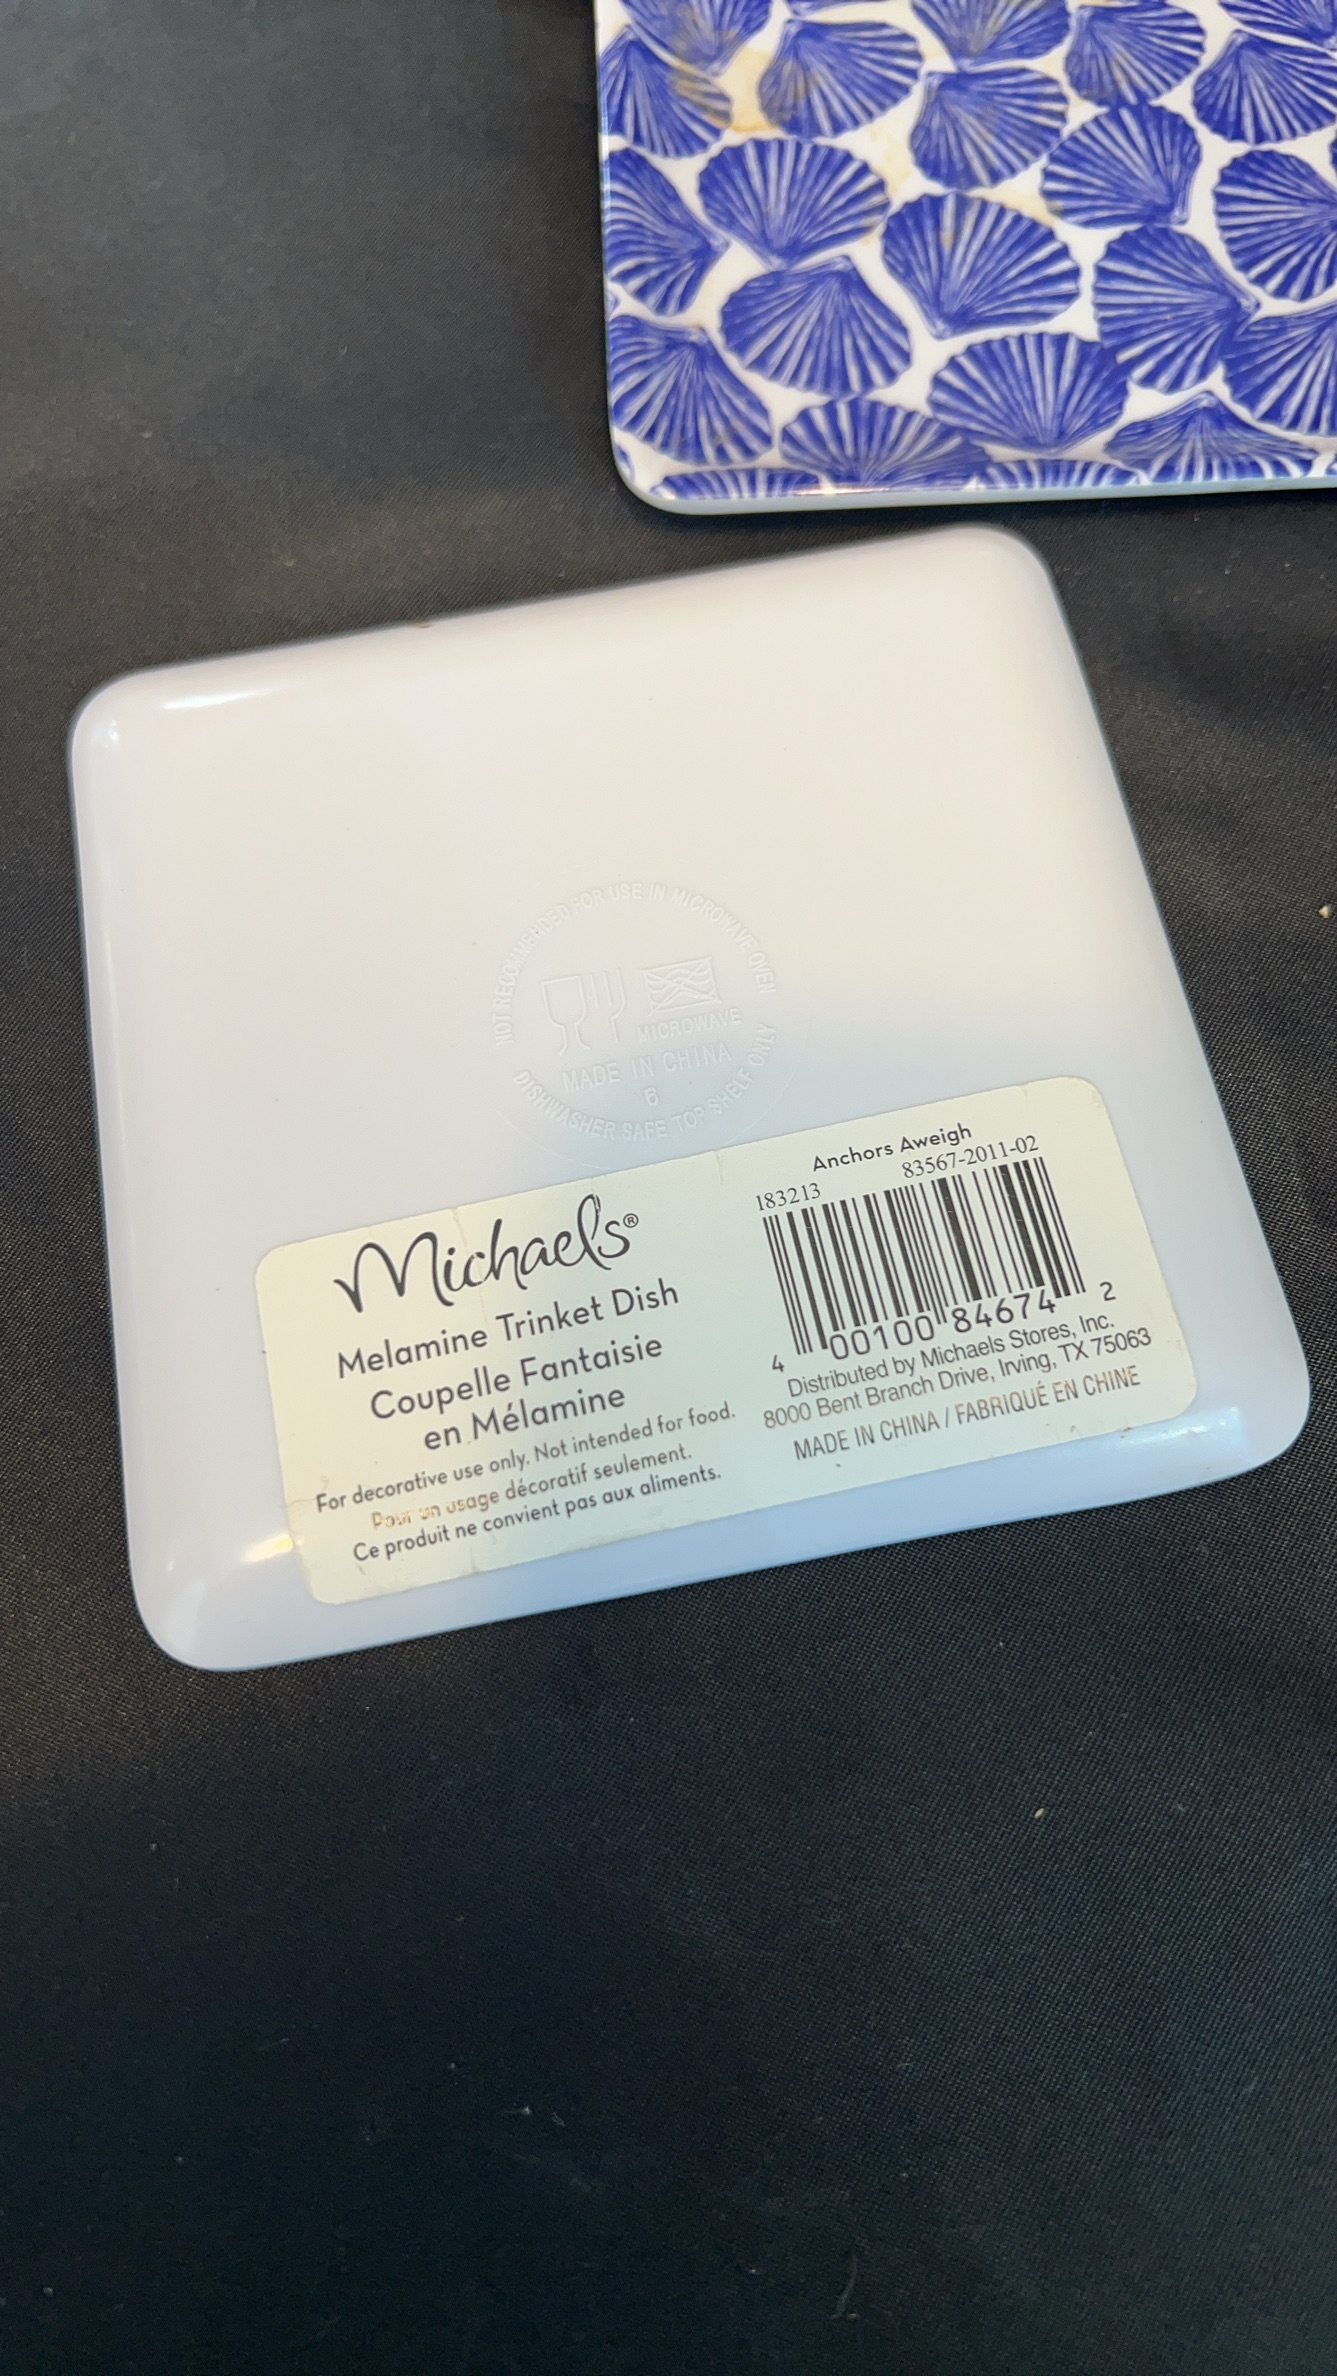 NOT RECOMMENDED FOR USE IN MICROWAVE OVEN
MICROWAVE
MADE IN CHINA
6
DISHWASHER SAFE TOP SHELF ONLY
Michaels®
Melamine Trinket Dish
Coupelle Fantaisie
en Mélamine
For decorative use only. Not intended for food.
Pour un usage décoratif seulement.
Ce produit ne convient pas aux aliments.
Anchors Aweigh
183213 83567-2011-02
4 00100 84674 2
Distributed by Michaels Stores, Inc.
8000 Bent Branch Drive, Irving, TX 75063
MADE IN CHINA / FABRIQUÉ EN CHINE